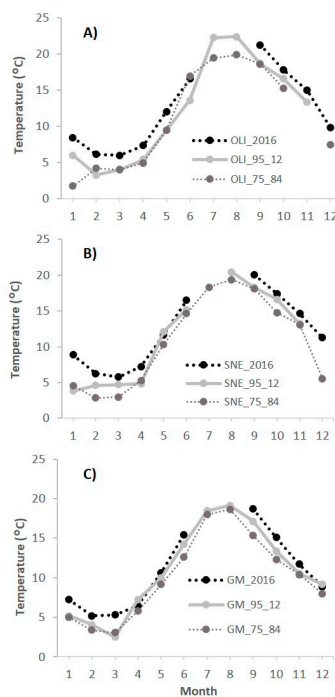 A)
Temperature (°C)
25
20
15
10
5
0
OLI_2016
OLI_95_12
OLI_75_84
1 2 3 4 5 6 7 8 9 10 11 12
B)
Temperature (°C)
25
20
15
10
5
0
SNE_2016
SNE_95_12
SNE_75_84
1 2 3 4 5 6 7 8 9 10 11 12
C)
Temperature (°C)
25
20
15
10
5
0
GM_2016
GM_95_12
GM_75_84
1 2 3 4 5 6 7 8 9 10 11 12
Month